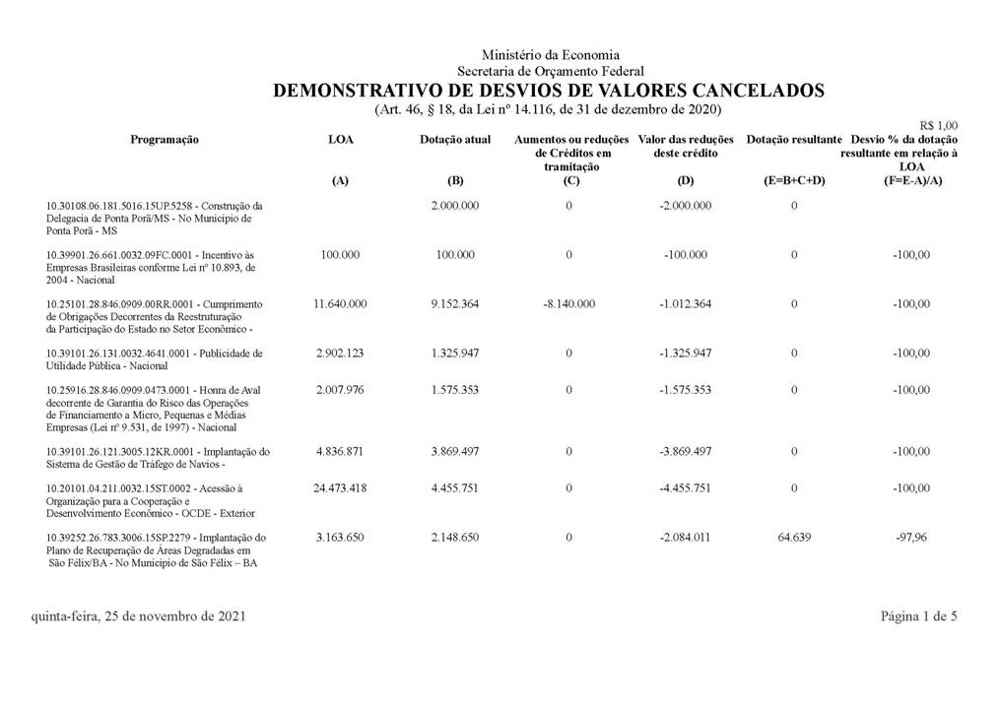 Ministério da Economia
Secretaria de Orçamento Federal
DEMONSTRATIVO DE DESVIOS DE VALORES CANCELADOS
(Art. 46, § 18, da Lei nº 14.116, de 31 de dezembro de 2020)
R$ 1,00
Programação LOA Dotação atual Aumentos ou reduções Valor das reduções Dotação resultante Desvio % da dotação
de Créditos em deste crédito resultante em relação à
tramitação LOA
(A) (B) (C) (D) (E=B+C+D) (F=E-A)/A)
10.30108.06.181.5016.15UP.5258 - Construção da 2.000.000 0 -2.000.000 0
Delegacia de Ponta Porã/MS - No Município de
Ponta Porã - MS
10.39901.26.661.0032.09FC.0001 - Incentivo às 100.000 100.000 0 -100.000 0 -100,00
Empresas Brasileiras conforme Lei nº 10.893, de
2004 - Nacional
10.25101.28.846.0909.00RR.0001 - Cumprimento 11.640.000 9.152.364 -8.140.000 -1.012.364 0 -100,00
de Obrigações Decorrentes da Reestruturação
da Participação do Estado no Setor Econômico -
10.39101.26.131.0032.4641.0001 - Publicidade de 2.902.123 1.325.947 0 -1.325.947 0 -100,00
Utilidade Pública - Nacional
10.25916.28.846.0909.0473.0001 - Honra de Aval 2.007.976 1.575.353 0 -1.575.353 0 -100,00
decorrente de Garantia do Risco das Operações
de Financiamento a Micro, Pequenas e Médias
Empresas (Lei nº 9.531, de 1997) - Nacional
10.39101.26.121.3005.12KR.0001 - Implantação do 4.836.871 3.869.497 0 -3.869.497 0 -100,00
Sistema de Gestão de Tráfego de Navios -
10.20101.04.211.0032.15ST.0002 - Acessão à 24.473.418 4.455.751 0 -4.455.751 0 -100,00
Organização para a Cooperação e
Desenvolvimento Econômico - OCDE - Exterior
10.39252.26.783.3006.15SP.2279 - Implantação do 3.163.650 2.148.650 0 -2.084.011 64.639 -97,96
Plano de Recuperação de Áreas Degradadas em
São Félix/BA - No Município de São Félix – BA
quinta-feira, 25 de novembro de 2021 Página 1 de 5